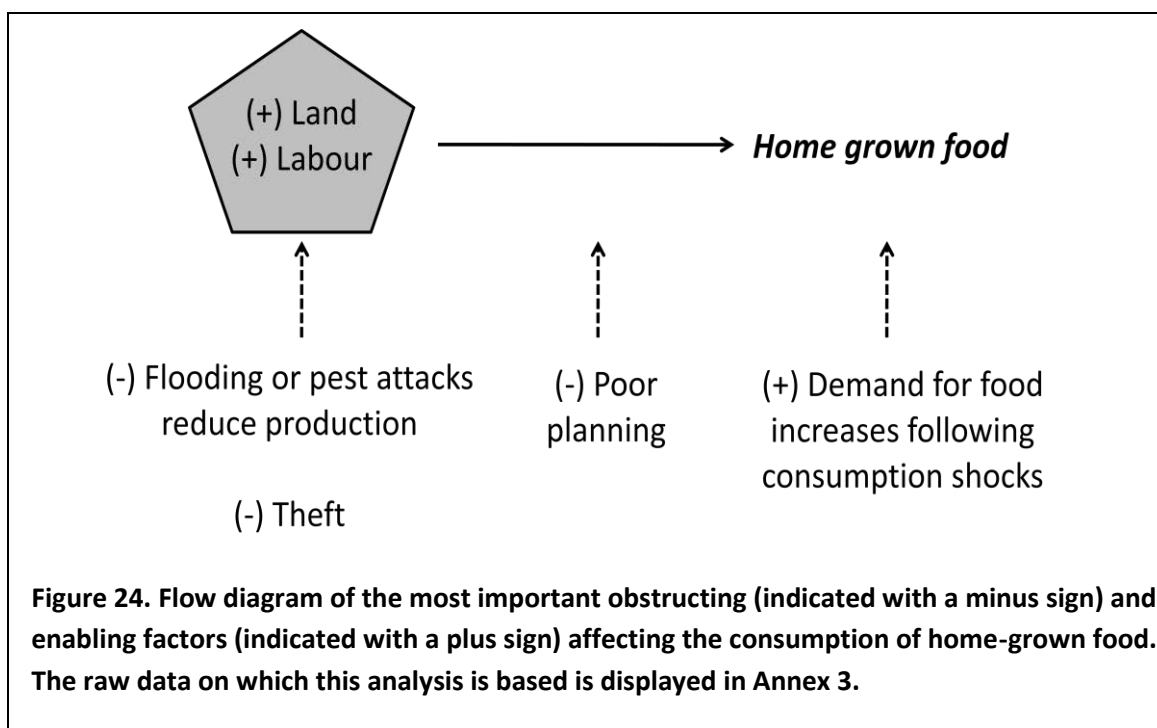 (+) Land
(+) Labour
Home grown food
(-) Flooding or pest attacks
reduce production
(-) Theft
(-) Poor
planning
(+) Demand for food
increases following
consumption shocks
Figure 24. Flow diagram of the most important obstructing (indicated with a minus sign) and
enabling factors (indicated with a plus sign) affecting the consumption of home-grown food.
The raw data on which this analysis is based is displayed in Annex 3.